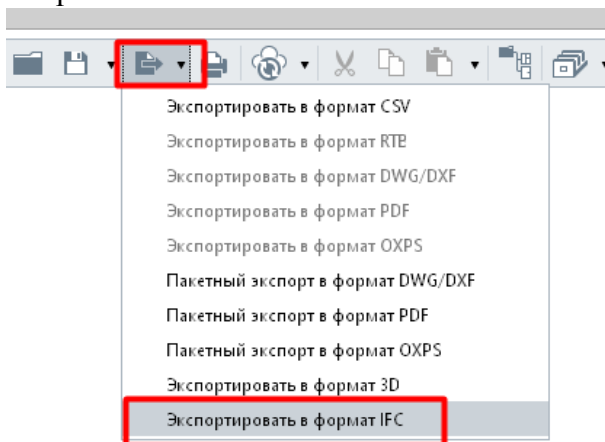 Экспортировать в формат CSV
Экспортировать в формат RTE
Экспортировать в формат DWG/DXF
Экспортировать в формат PDF
Экспортировать в формат OXPS
Пакетный экспорт в формат DWG/DXF
Пакетный экспорт в формат PDF
Пакетный экспорт в формат OXPS
Экспортировать в формат 3D
Экспортировать в формат IFC